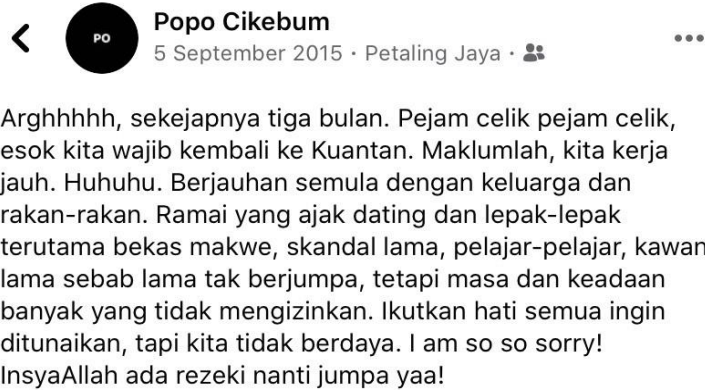 Popo Cikebum
PO
5 September 2015 · Petaling Jaya ·
Arghhhhh, sekejapnya tiga bulan. Pejam celik pejam celik,
esok kita wajib kembali ke Kuantan. Maklumlah, kita kerja
jauh. Huhuhu. Berjauhan semula dengan keluarga dan
rakan-rakan. Ramai yang ajak dating dan lepak-lepak
terutama bekas makwe, skandal lama, pelajar-pelajar, kawan
lama sebab lama tak berjumpa, tetapi masa dan keadaan
banyak yang tidak mengizinkan. Ikutkan hati semua ingin
ditunaikan, tapi kita tidak berdaya. I am so so sorry!
InsyaAllah ada rezeki nanti jumpa yaa!